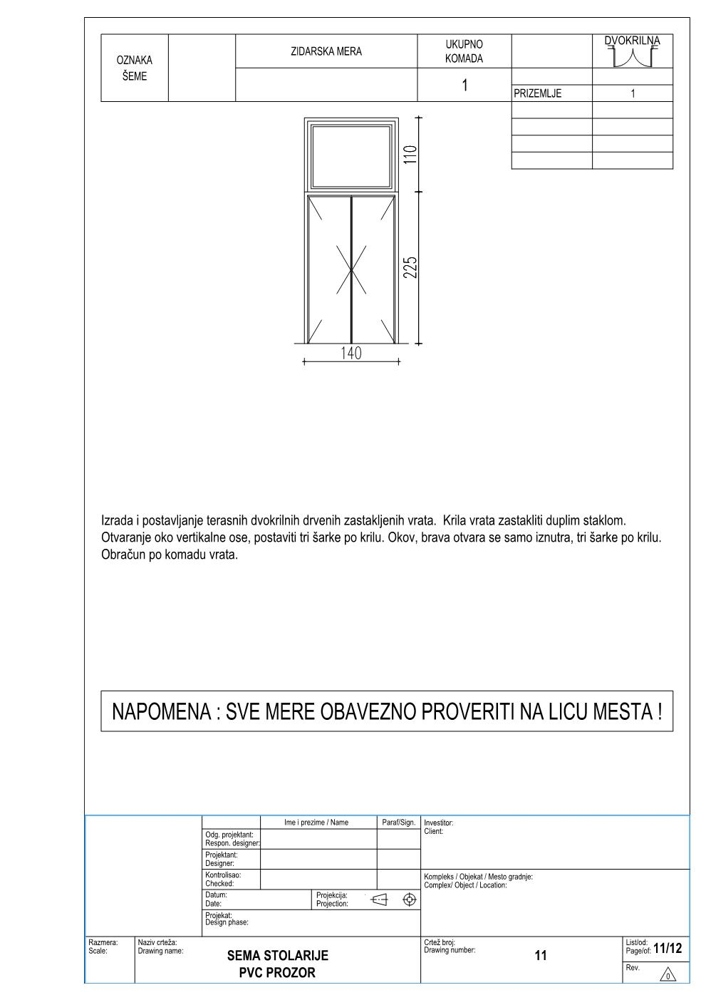 OZNAKA
ŠEME
ZIDARSKA MERA
UKUPNO
KOMADA
1
DVOKRILNA
PRIZEMLJE
1
110
225
140
Izrada i postavljanje terasnih dvokrilnih drvenih zastakljenih vrata.  Krila vrata zastakliti duplim staklom.
Otvaranje oko vertikalne ose, postaviti tri šarke po krilu. Okov, brava otvara se samo iznutra, tri šarke po krilu.
Obračun po komadu vrata.
NAPOMENA : SVE MERE OBAVEZNO PROVERITI NA LICU MESTA !
Ime i prezime / Name
Paraf/Sign.
Odg. projektant:
Respon. designer:
Projektant:
Designer:
Kontrolisao:
Checked:
Datum:
Date:
Projekcija:
Projection:
Projekat:
Design phase:
Investitor:
Client:
Kompleks / Objekat / Mesto gradnje:
Complex/ Object / Location:
Razmera:
Scale:
Naziv crteža:
Drawing name:
SEMA STOLARIJE
PVC PROZOR
Crtež broj:
Drawing number:
11
List/od:
Page/of: 11/12
Rev.
0